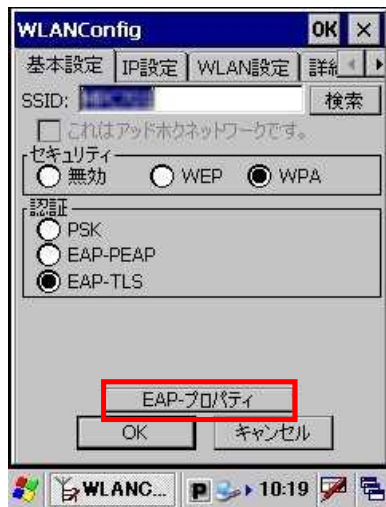 WLANConfig OK ×
基本設定 IP設定 WLAN設定 詳細
SSID: 検索
これはアッドホクネットワークです。
セキュリティ
無効 WEP WPA
認証
PSK
EAP-PEAP
EAP-TLS
EAP-プロパティ
OK キャンセル
WLANC... P 10:19